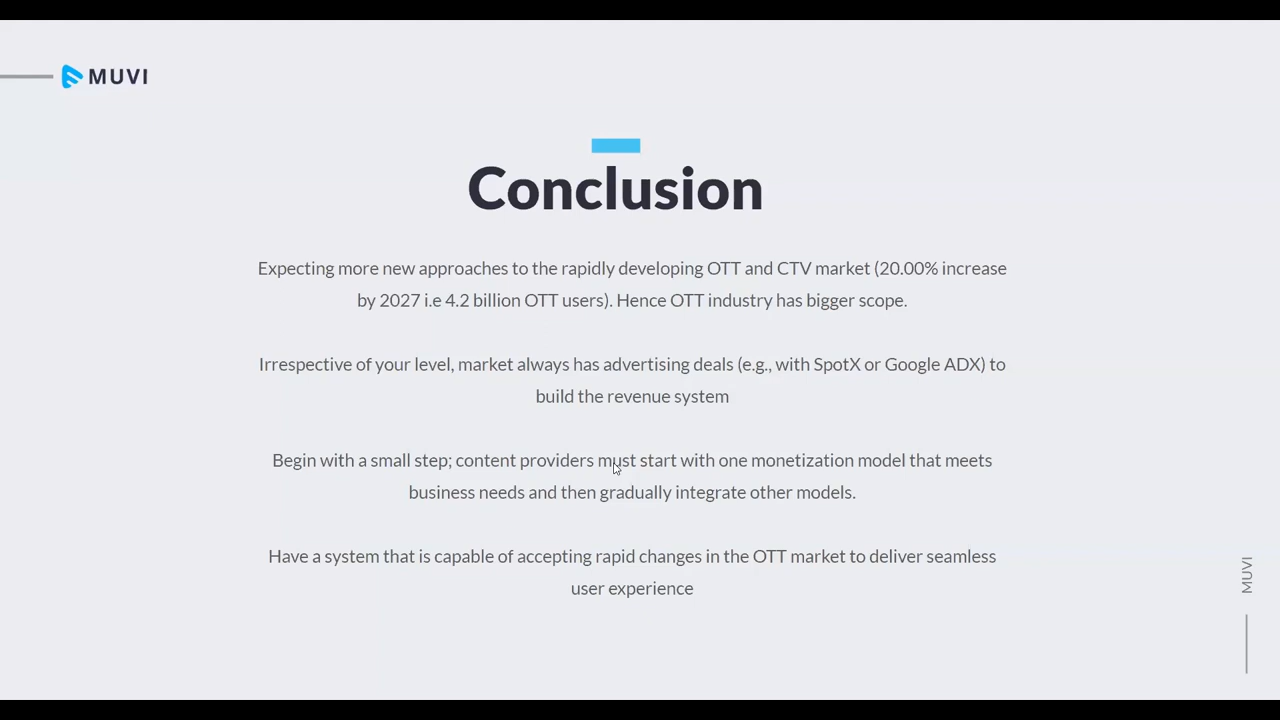 MUVI
Conclusion
Expecting more new approaches to the rapidly developing OTT and CTV market (20.00% increase
by 2027 i.e 4.2 billion OTT users). Hence OTT industry has bigger scope.
Irrespective of your level, market always has advertising deals (e.g., with SpotX or Google ADX) to
build the revenue system
Begin with a small step; content providers must start with one monetization model that meets
business needs and then gradually integrate other models.
Have a system that is capable of accepting rapid changes in the OTT market to deliver seamless
user experience
MUVI